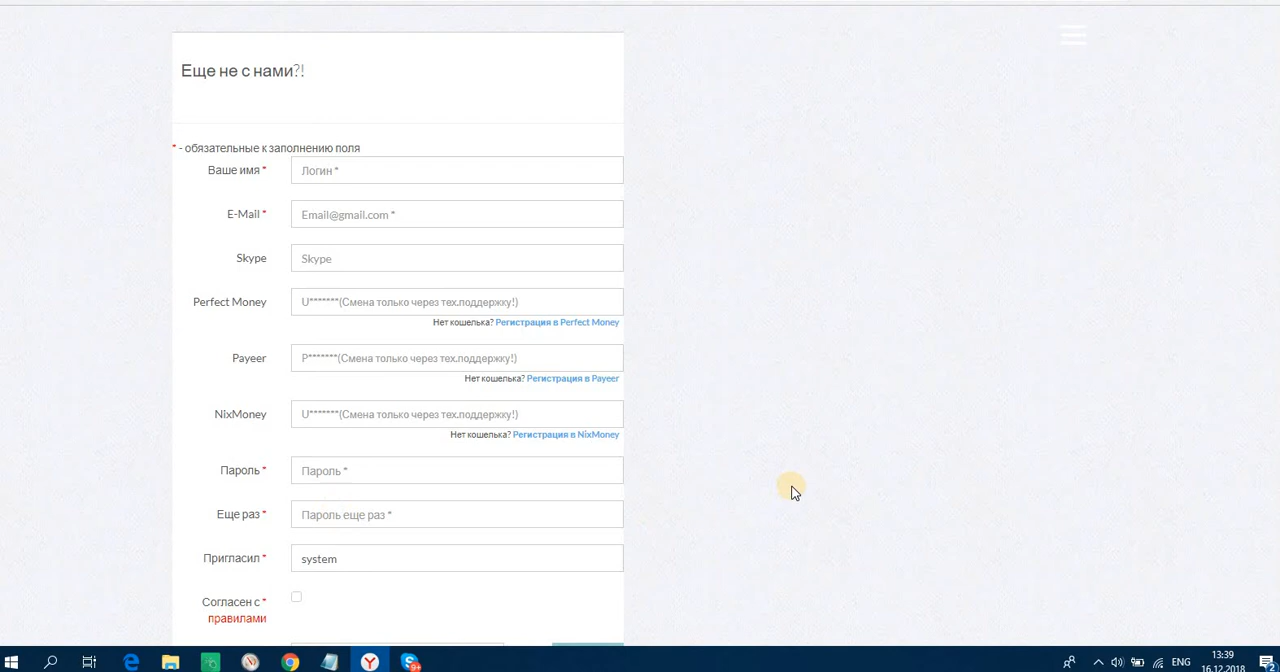 Еще не с нами?!
* - обязательные к заполнению поля
Ваше имя * Логин *
E-Mail * Email@gmail.com *
Skype Skype
Perfect Money U*******(Смена только через тех.поддержку!)
Нет кошелька? Регистрация в Perfect Money
Payeer P*******(Смена только через тех.поддержку!)
Нет кошелька? Регистрация в Payeer
NixMoney U*******(Смена только через тех.поддержку!)
Нет кошелька? Регистрация в NixMoney
Пароль * Пароль *
Еще раз * Пароль еще раз *
Пригласил * system
Согласен с *
правилами
ENG
13:39
16.12.2018